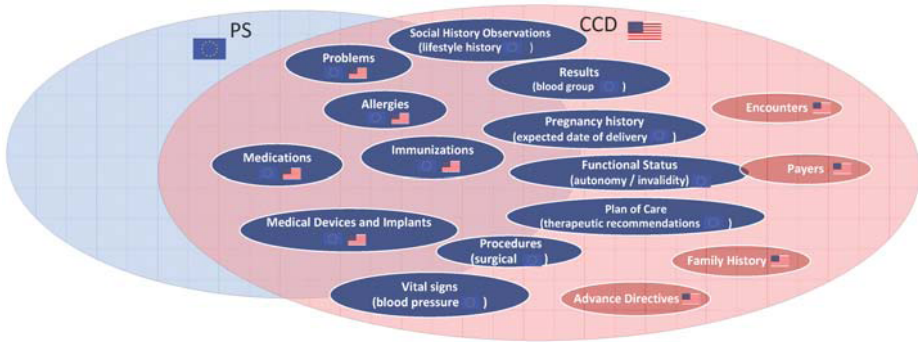 PS
CCD
Social History Observations
(lifestyle history )
Problems
Results
(blood group )
Allergies
Encounters
Pregnancy history
(expected date of delivery )
Immunizations
Medications
Functional Status
(autonomy / invalidity)
Payers
Plan of Care
(therapeutic recommendations )
Medical Devices and Implants
Procedures
(surgical )
Family History
Vital signs
(blood pressure )
Advance Directives